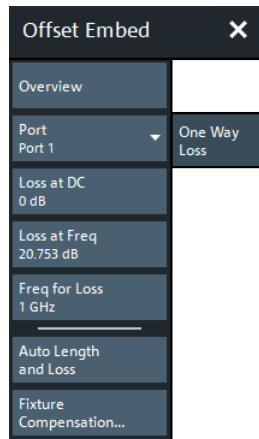 Offset Embed
Overview
Port
Port 1
One Way
Loss
Loss at DC
0 dB
Loss at Freq
20.753 dB
Freq for Loss
1 GHz
Auto Length
and Loss
Fixture
Compensation...